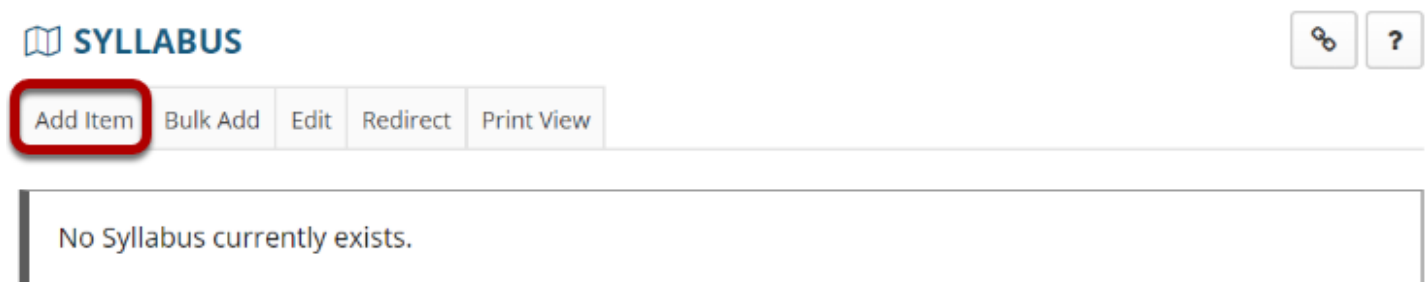 SYLLABUS
?
Add Item Bulk Add Edit Redirect Print View
No Syllabus currently exists.